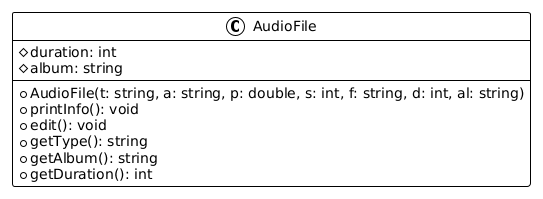 C AudioFile
duration: int
album: string
AudioFile(t: string, a: string, p: double, s: int, f: string, d: int, al: string)
printInfo(): void
edit(): void
getType(): string
getAlbum(): string
getDuration(): int